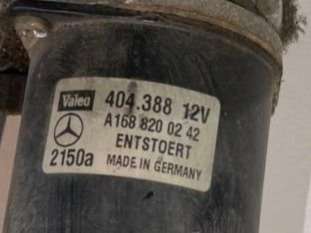 Valeo 404.388 12V
A168 820 02 42
ENTSTOERT
2150a MADE IN GERMANY